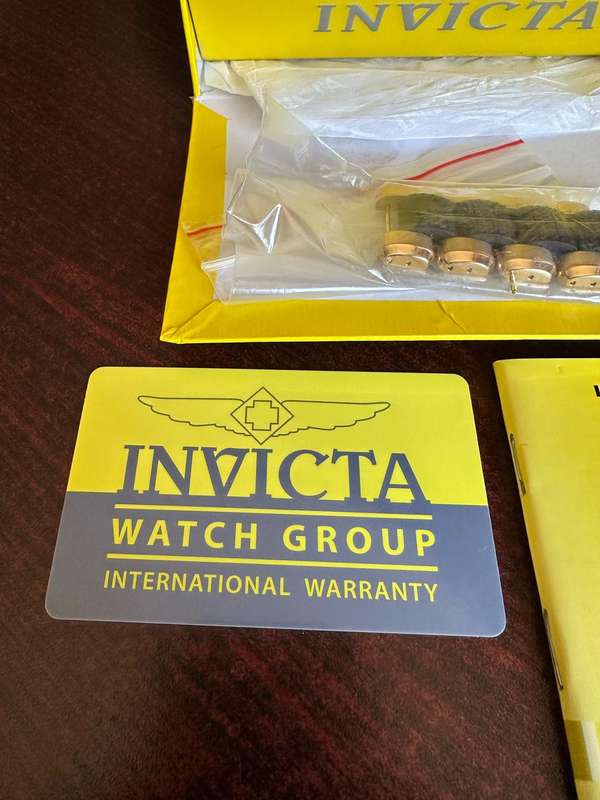 INVICTA
INVICTA
WATCH GROUP
INTERNATIONAL WARRANTY